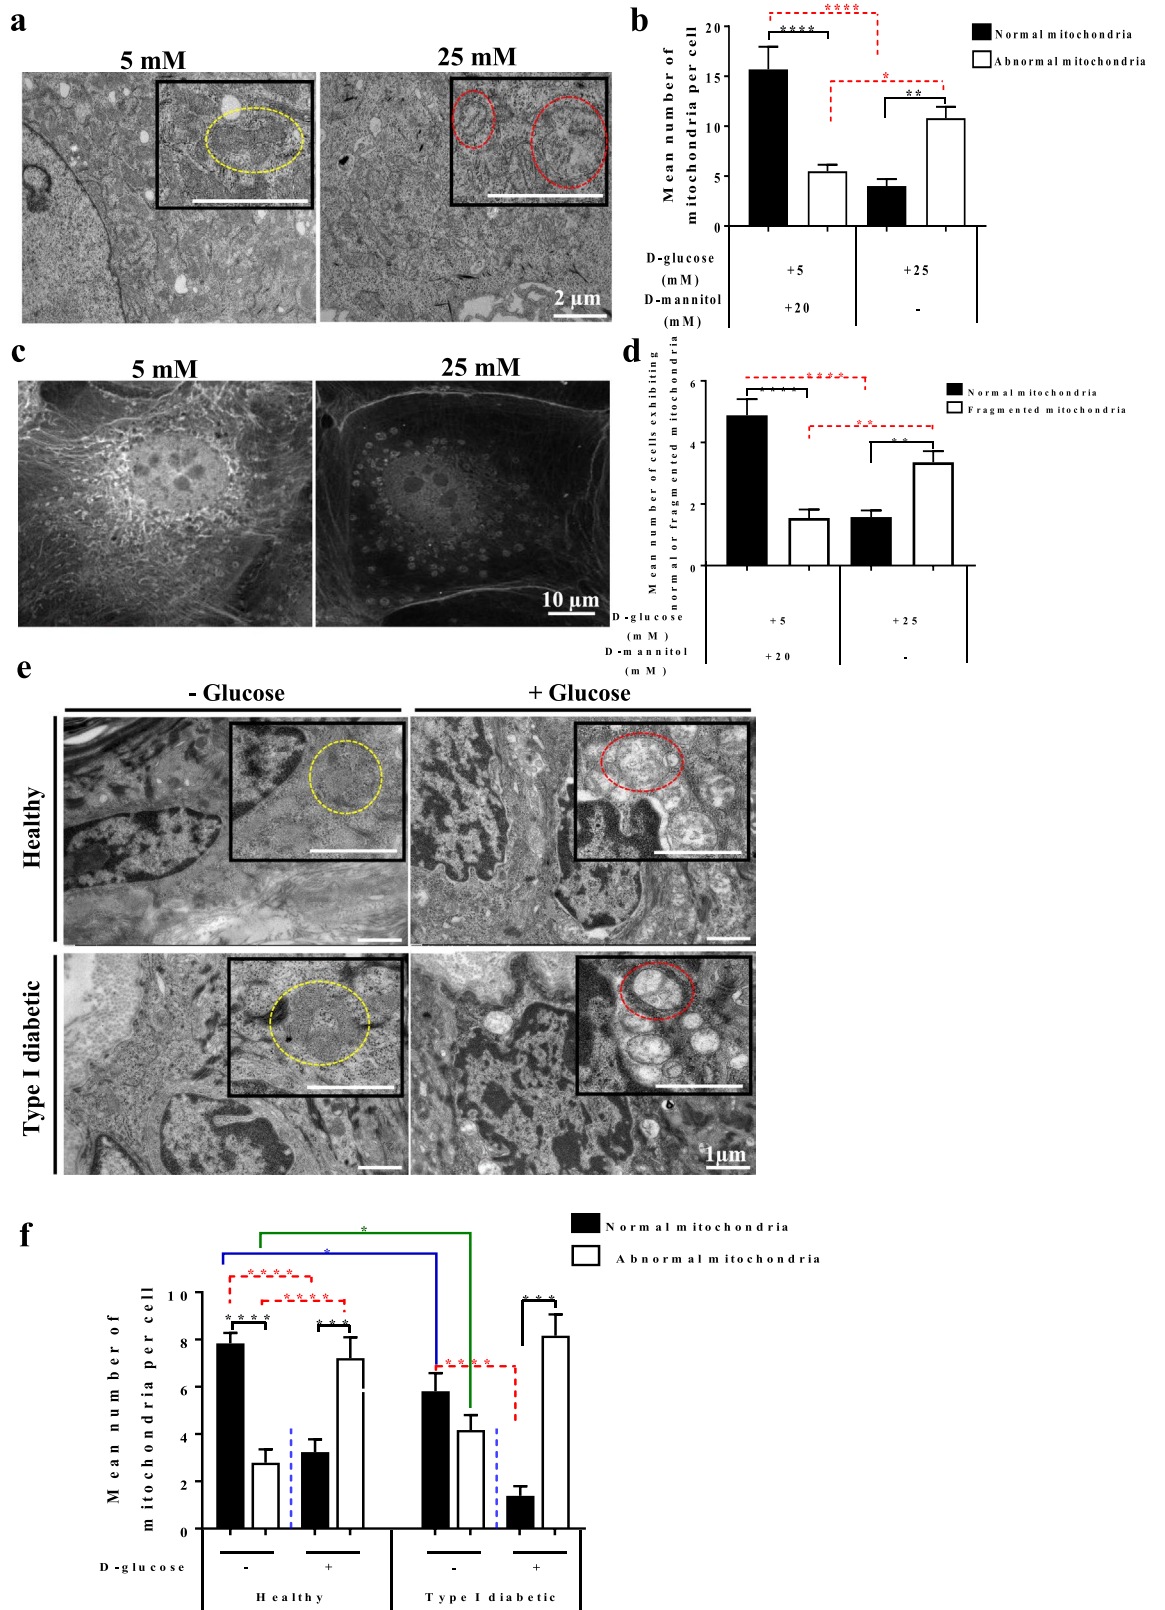 a
5 mM
25 mM
2 µm
b
Mean number of
mitochondria per cell
20
15
10
5
0
****
****
*
**
Normal mitochondria
Abnormal mitochondria
D-glucose
(mM)
+5
+25
D-mannitol
(mM)
+20
-
c
5 mM
25 mM
10 µm
d
Mean number of cells exhibiting
normal or fragmented mitochondria
6
4
2
0
****
****
**
**
Normal mitochondria
Fragmented mitochondria
D-glucose
(mM)
+5
+25
D-mannitol
(mM)
+20
-
e
- Glucose
+ Glucose
Healthy
Type I diabetic
1µm
f
Mean number of
mitochondria per cell
10
8
6
4
2
0
*
*
****
****
****
***
****
***
Normal mitochondria
Abnormal mitochondria
D-glucose
-
+
-
+
Healthy
Type I diabetic